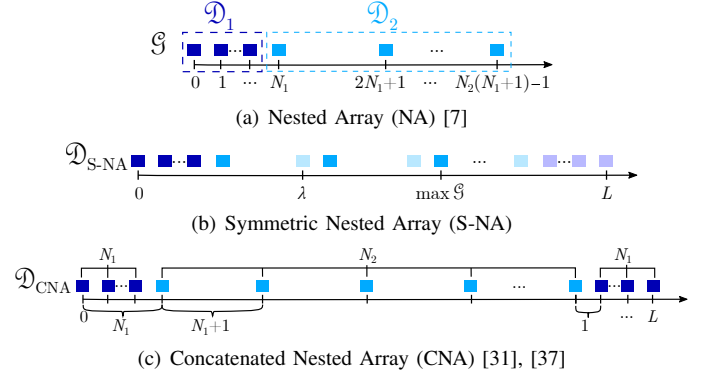 𝒟₁ 𝒟₂
𝒢
...
...
0 1 ... N₁ 2N₁+1 ... N₂(N₁+1)−1
(a) Nested Array (NA) [7]
𝒟S-NA ... ... ...
0 λ max 𝒢 L
(b) Symmetric Nested Array (S-NA)
N₁ N₂ N₁
𝒟CNA ... ... ...
0 N₁ N₁+1 1 ... L
(c) Concatenated Nested Array (CNA) [31], [37]